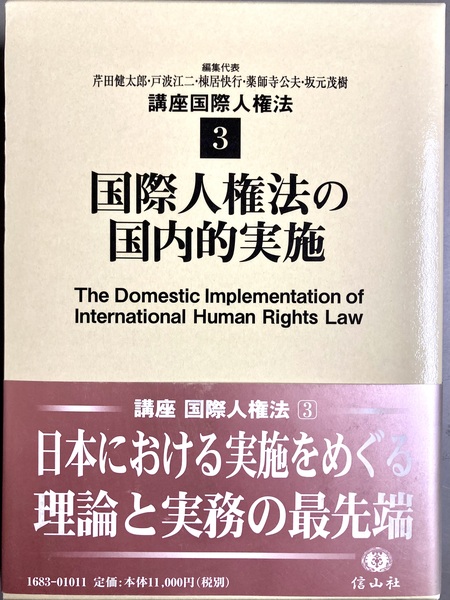 編集代表
芹田健太郎・戸波江二・棟居快行・薬師寺公夫・坂元茂樹
講座国際人権法
3
国際人権法の
国内的実施
The Domestic Implementation of
International Human Rights Law
講座 国際人権法 3
日本における実施をめぐる
理論と実務の最先端
1683-01011 定価:本体11,000円(税別)
信山社